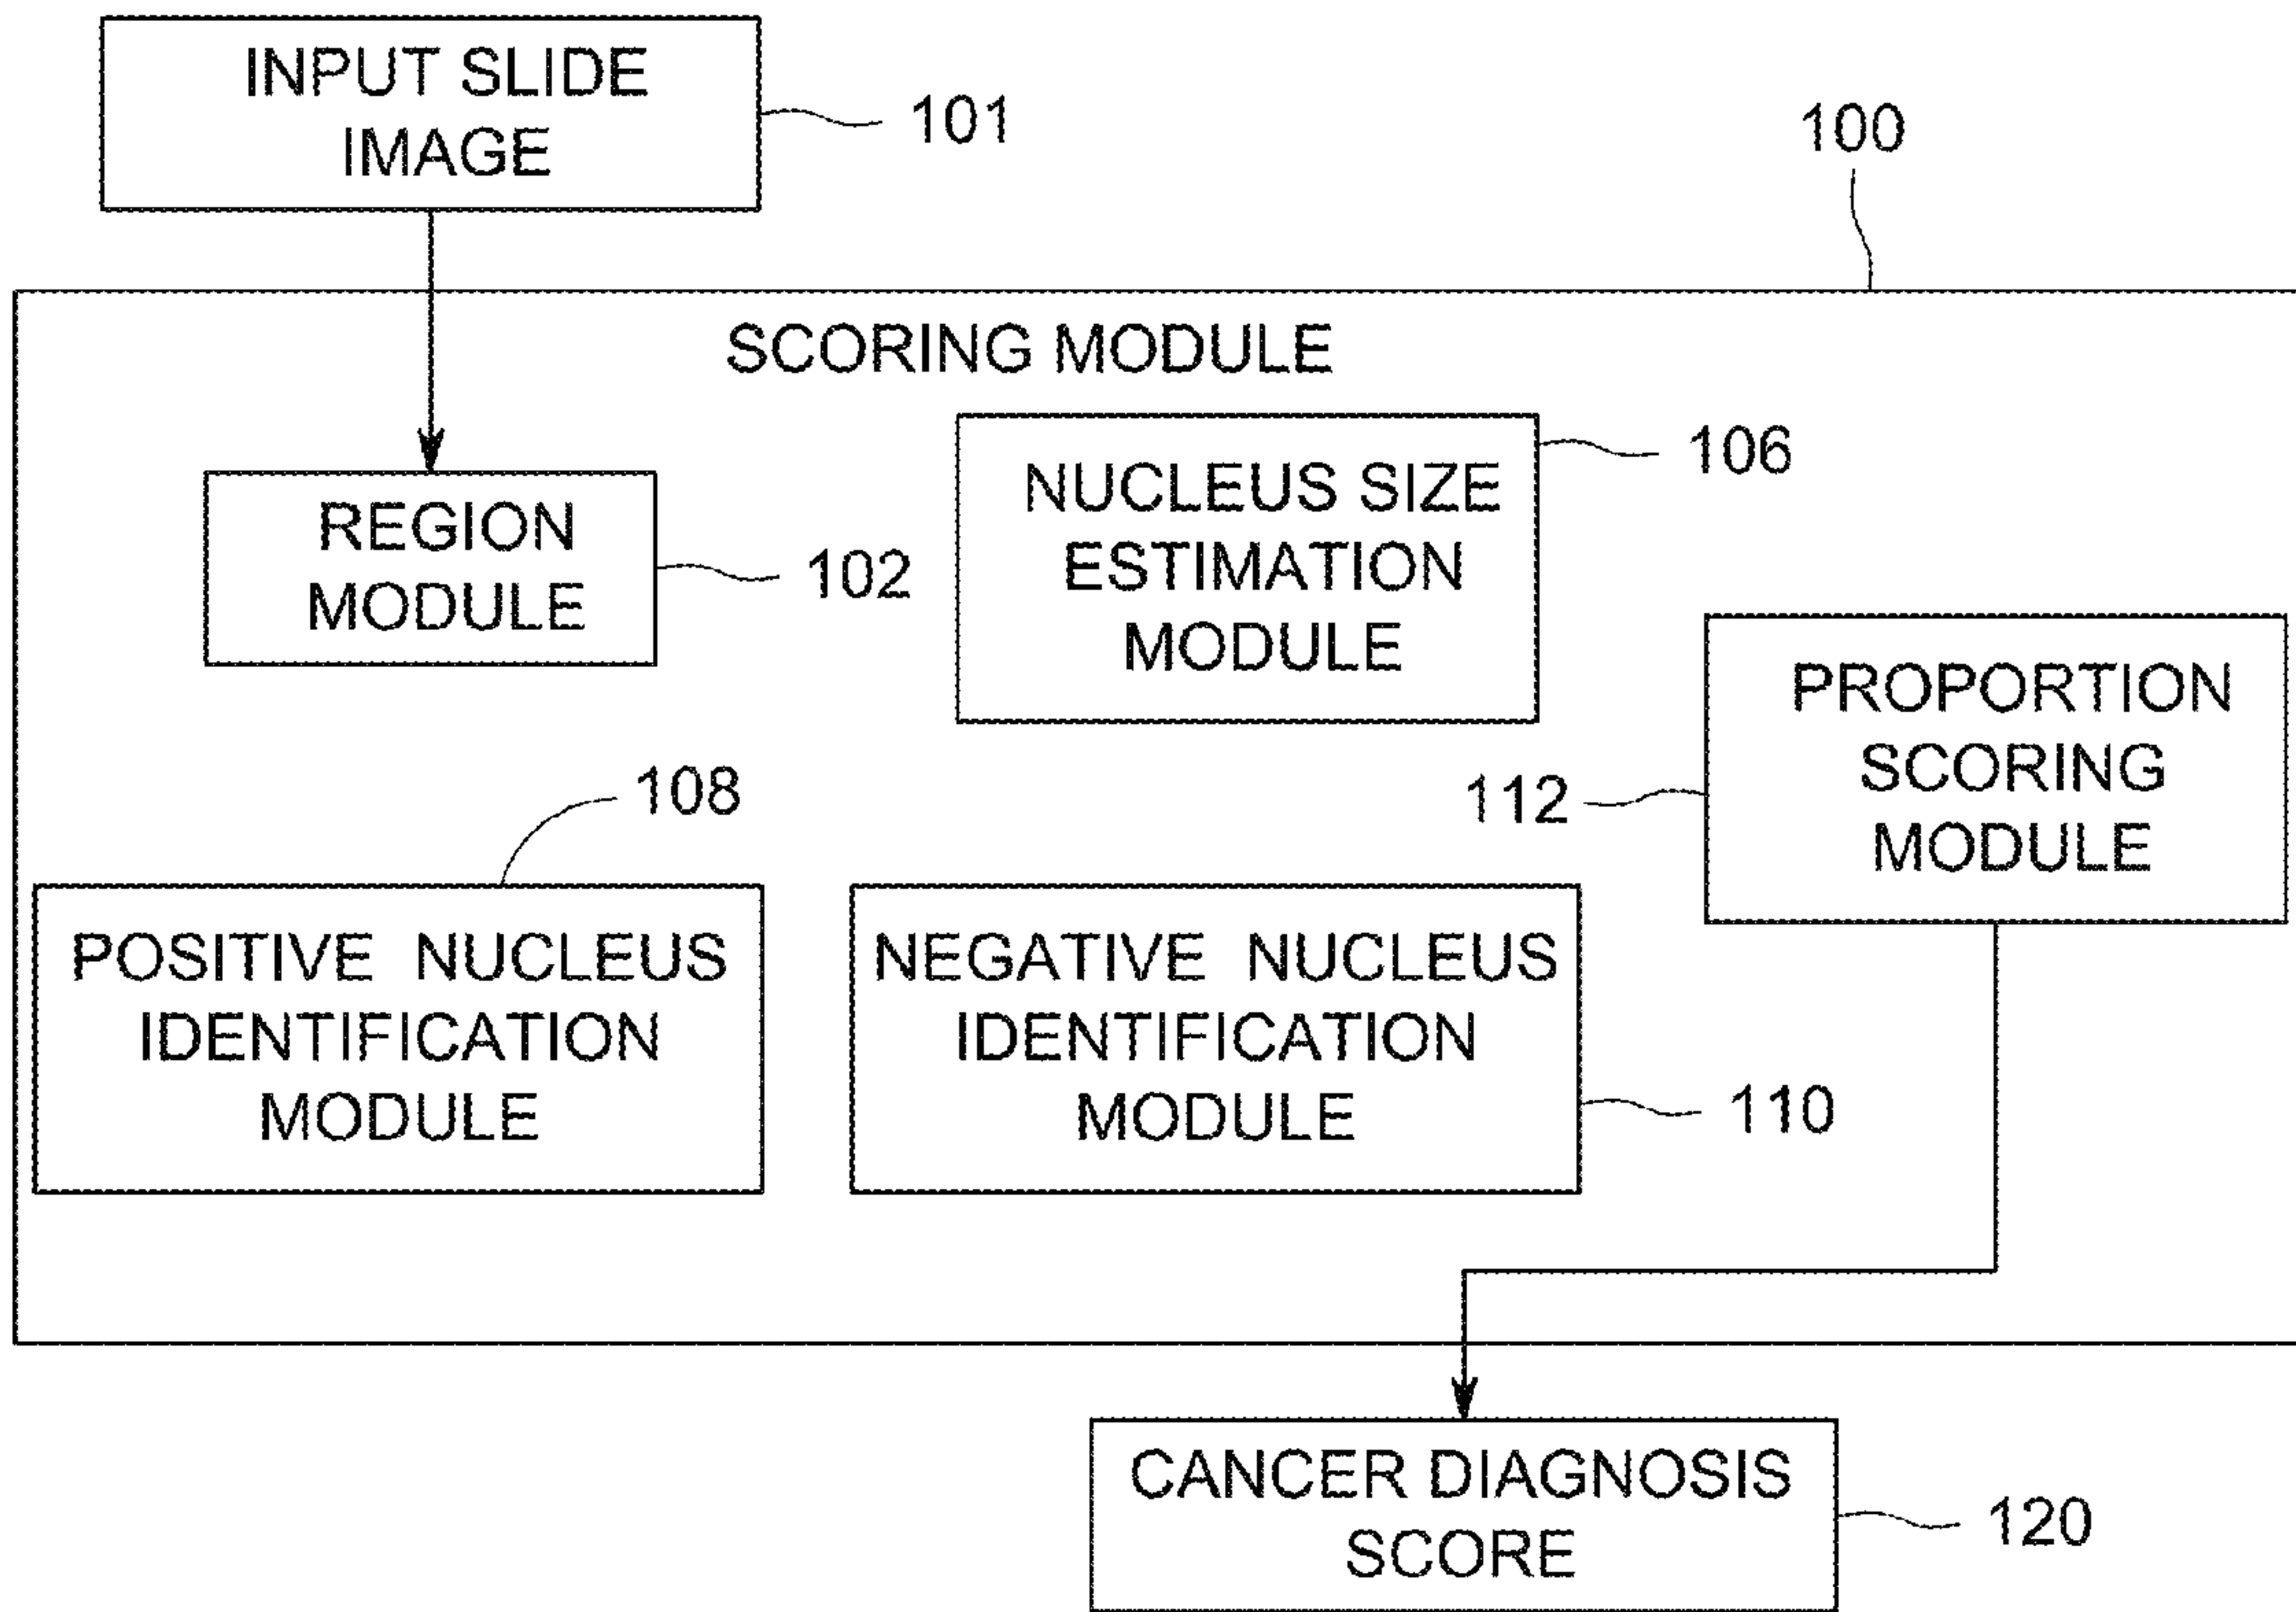 INPUT SLIDE
IMAGE
101
100
SCORING MODULE
REGION
MODULE
102
NUCLEUS SIZE
ESTIMATION
MODULE
106
PROPORTION
SCORING
MODULE
112
108
POSITIVE NUCLEUS
IDENTIFICATION
MODULE
NEGATIVE NUCLEUS
IDENTIFICATION
MODULE
110
CANCER DIAGNOSIS
SCORE
120